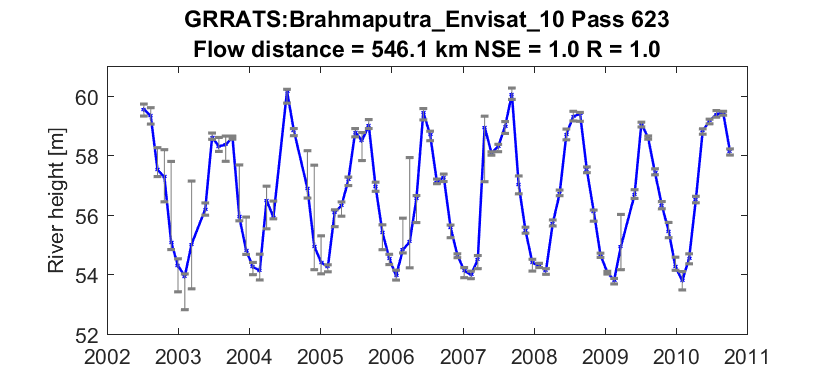 GRRATS:Brahmaputra_Envisat_10 Pass 623
Flow distance = 546.1 km NSE = 1.0 R = 1.0
River height [m]
60
58
56
54
52
2002 2003 2004 2005 2006 2007 2008 2009 2010 2011